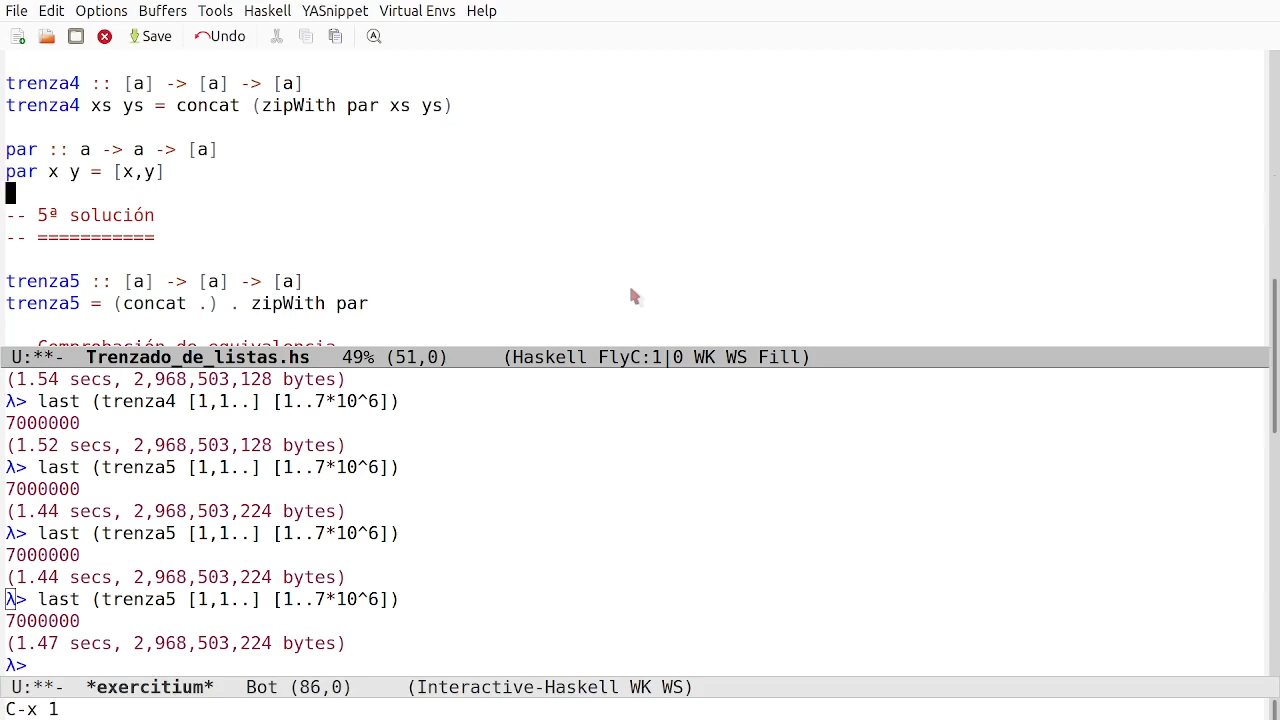 File Edit Options Buffers Tools Haskell YASnippet Virtual Envs Help
Save Undo
trenza4 :: [a] -> [a] -> [a]
trenza4 xs ys = concat (zipWith par xs ys)
par :: a -> a -> [a]
par x y = [x,y]
-- 5ª solución
-- ===========
trenza5 :: [a] -> [a] -> [a]
trenza5 = (concat .) . zipWith par
-- Comprobación de equivalencia
U:**-  Trenzado_de_listas.hs   49% (51,0)     (Haskell FlyC:1|0 WK WS Fill)
(1.54 secs, 2,968,503,128 bytes)
λ> last (trenza4 [1,1..] [1..7*10^6])
7000000
(1.52 secs, 2,968,503,128 bytes)
λ> last (trenza5 [1,1..] [1..7*10^6])
7000000
(1.44 secs, 2,968,503,224 bytes)
λ> last (trenza5 [1,1..] [1..7*10^6])
7000000
(1.44 secs, 2,968,503,224 bytes)
λ> last (trenza5 [1,1..] [1..7*10^6])
7000000
(1.47 secs, 2,968,503,224 bytes)
λ>
U:**-  *exercitium*   Bot (86,0)     (Interactive-Haskell WK WS)
C-x 1